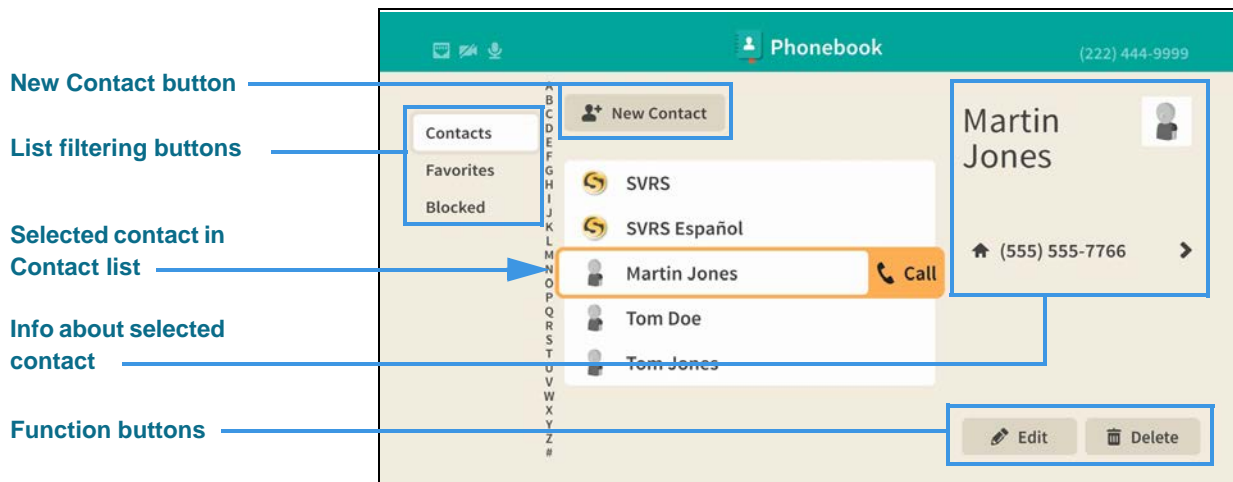 Phonebook
(222) 444-9999
New Contact button
List filtering buttons
Selected contact in
Contact list
Info about selected
contact
Function buttons
Contacts
Favorites
Blocked
A
B
C
D
E
F
G
H
I
J
K
L
M
N
O
P
Q
R
S
T
U
V
W
X
Y
Z
#
New Contact
SVRS
SVRS Español
Martin Jones
Call
Tom Doe
Tom Jones
Martin
Jones
(555) 555-7766
Edit
Delete